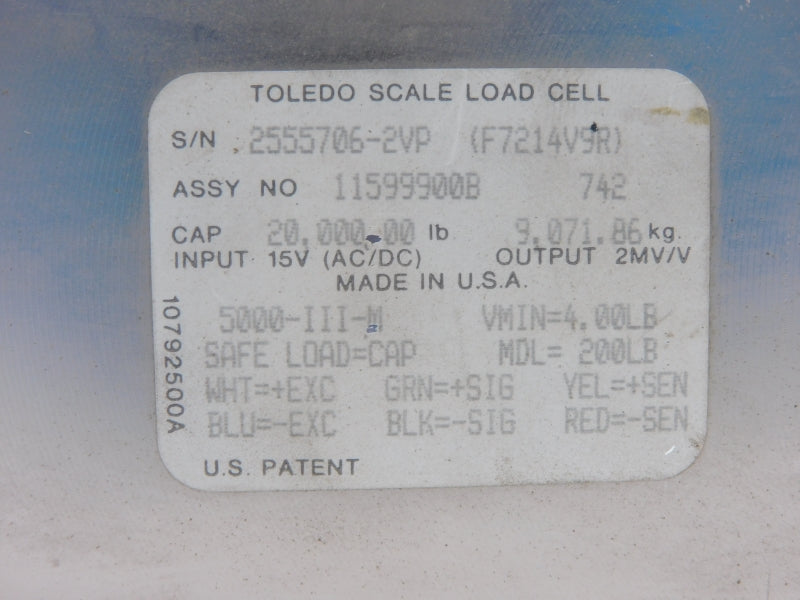 TOLEDO SCALE LOAD CELL
S/N 2555706-2VP (F7214V9R)
ASSY NO 11599900B 742
CAP 20,000.00 lb 9,071.86 kg.
INPUT 15V (AC/DC) OUTPUT 2MV/V
MADE IN U.S.A.
5000-III-M VMIN=4.00LB
SAFE LOAD=CAP MDL= 200LB
WHT=+EXC GRN=+SIG YEL=+SEN
BLU=-EXC BLK=-SIG RED=-SEN
U.S. PATENT
10792500A